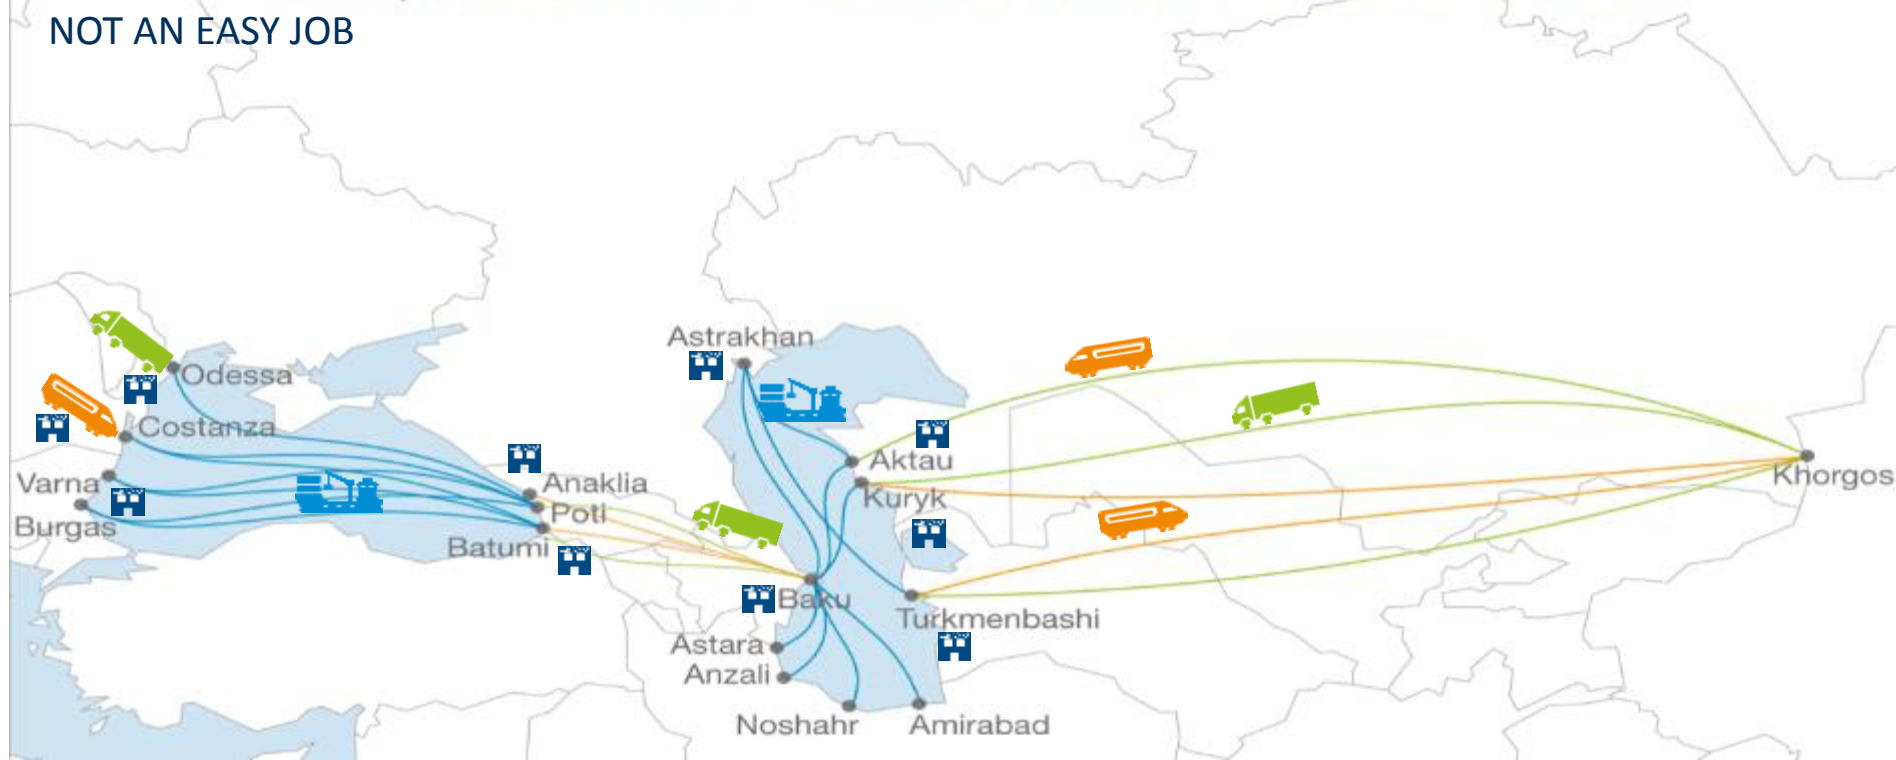 NOT AN EASY JOB
Astrakhan
Odessa
Costanza
Aktau
Khorgos
Varna
Anaklia
Kuryk
Poti
Burgas
Batumi
Baku
Turkmenbashi
Astara
Anzali
Noshahr
Amirabad